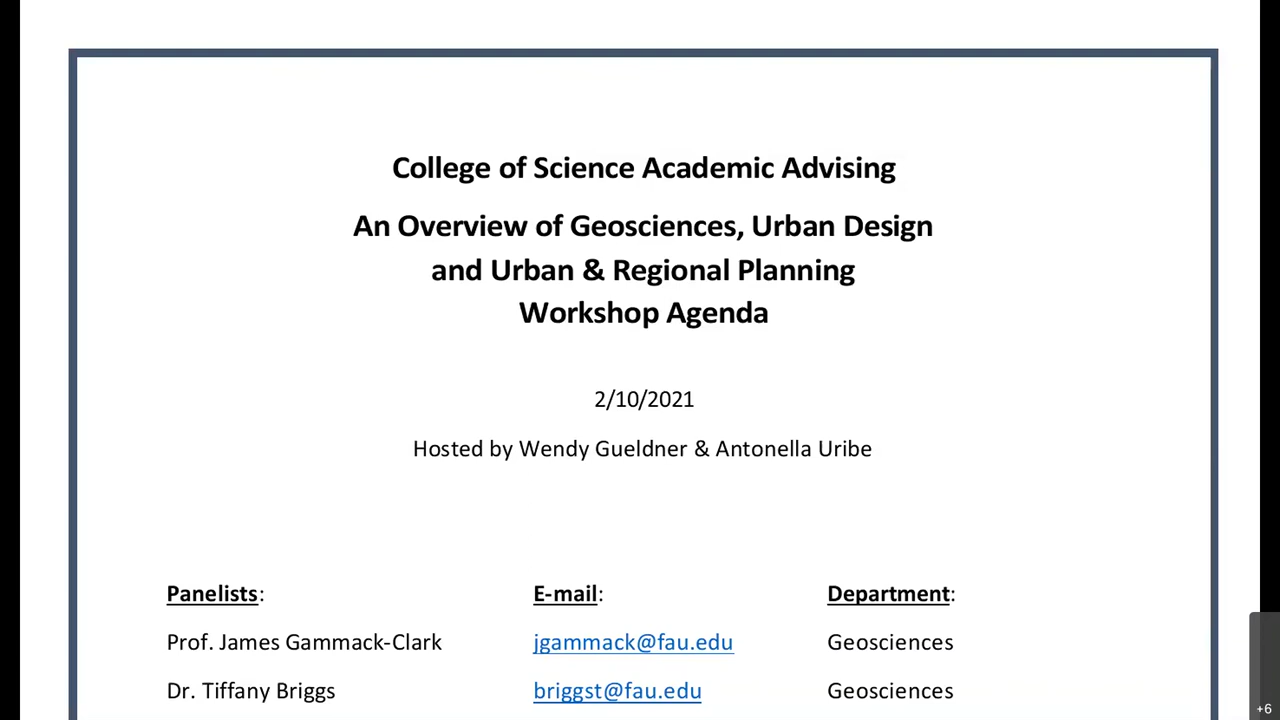 College of Science Academic Advising
An Overview of Geosciences, Urban Design
and Urban & Regional Planning
Workshop Agenda
2/10/2021
Hosted by Wendy Gueldner & Antonella Uribe
Panelists: E-mail: Department:
Prof. James Gammack-Clark jgammack@fau.edu Geosciences
Dr. Tiffany Briggs briggst@fau.edu Geosciences
+6